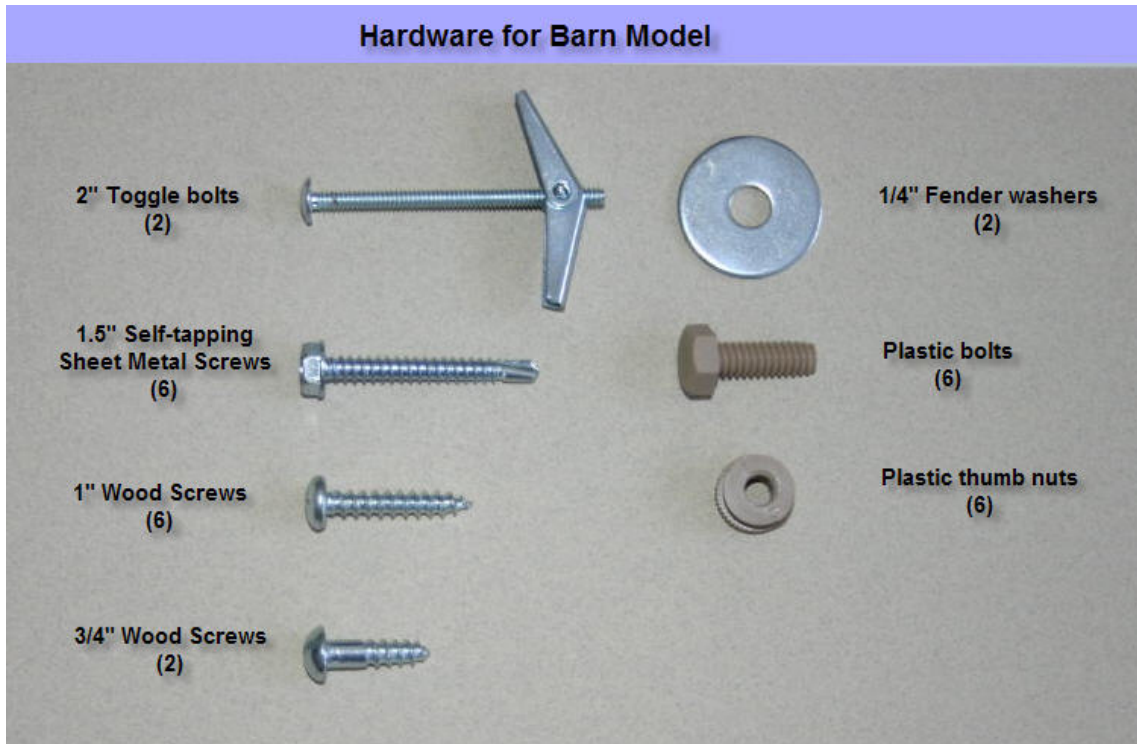 Hardware for Barn Model
2" Toggle bolts
(2)
1/4" Fender washers
(2)
1.5" Self-tapping
Sheet Metal Screws
(6)
Plastic bolts
(6)
1" Wood Screws
(6)
Plastic thumb nuts
(6)
3/4" Wood Screws
(2)